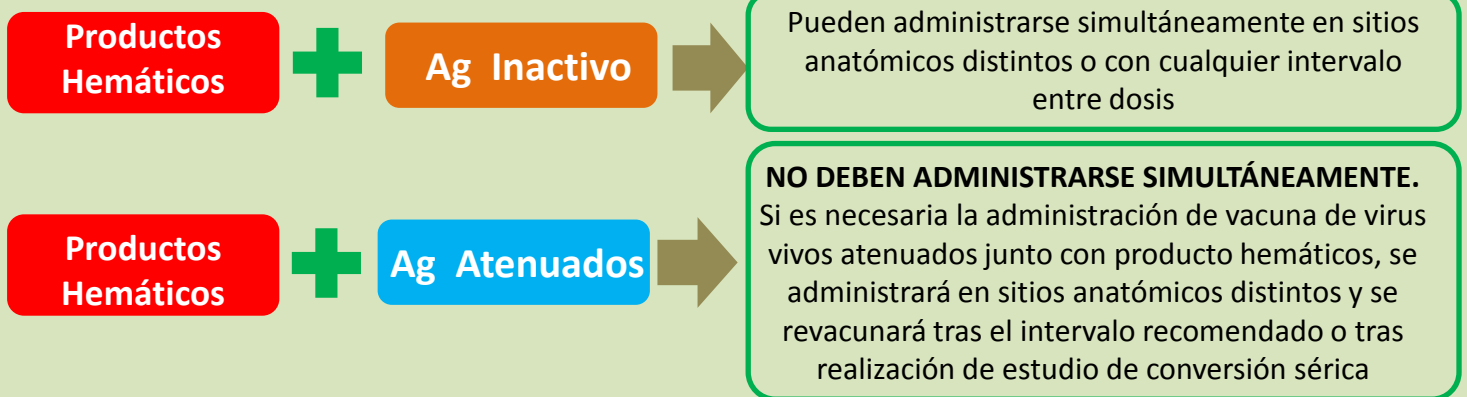 Productos
Hemáticos
Ag Inactivo
Pueden administrarse simultáneamente en sitios
anatómicos distintos o con cualquier intervalo
entre dosis
Productos
Hemáticos
Ag Atenuados
NO DEBEN ADMINISTRARSE SIMULTÁNEAMENTE.
Si es necesaria la administración de vacuna de virus
vivos atenuados junto con producto hemáticos, se
administrará en sitios anatómicos distintos y se
revacunará tras el intervalo recomendado o tras
realización de estudio de conversión sérica